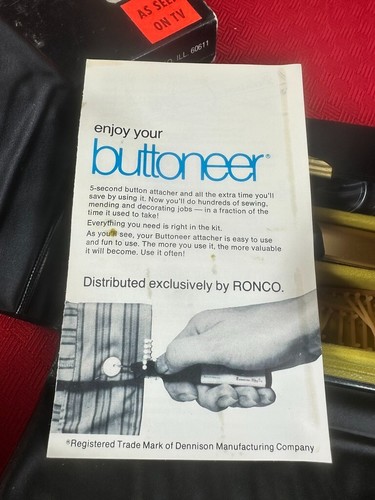 AS SEEN
ON TV
ILL. 60611
enjoy your
buttoneer®
5-second button attacher and all the extra time you'll
save by using it. Now you'll do hundreds of sewing,
mending and decorating jobs — in a fraction of the
time it used to take!
Everything you need is right in the kit.
As you'll see, your Buttoneer attacher is easy to use
and fun to use. The more you use it, the more valuable
it will become. Use it often!
Distributed exclusively by RONCO.
®Registered Trade Mark of Dennison Manufacturing Company